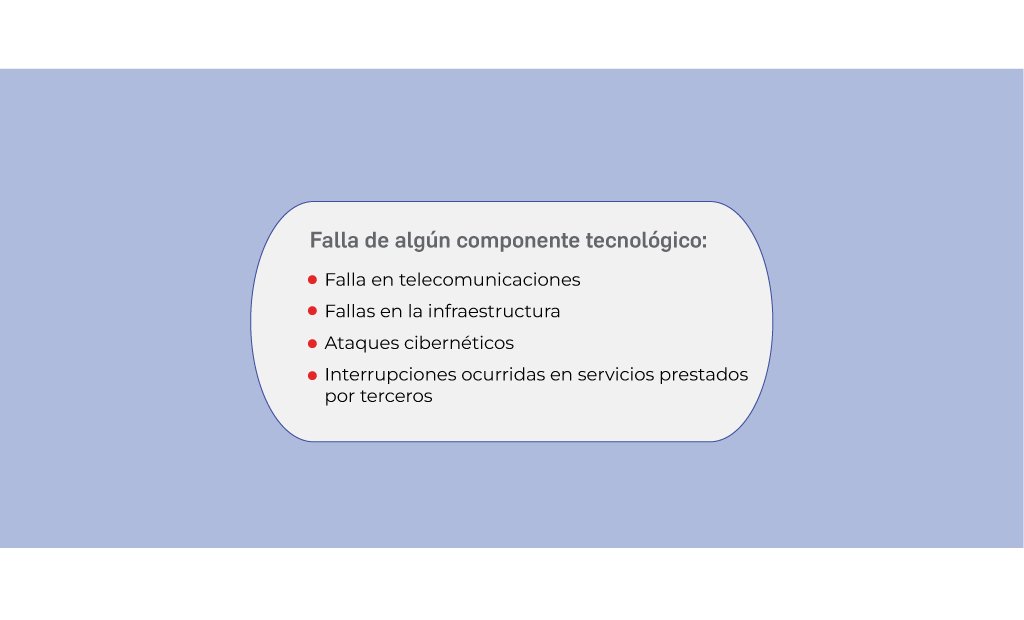 Falla de algún componente tecnológico:
Falla en telecomunicaciones
Fallas en la infraestructura
Ataques cibernéticos
Interrupciones ocurridas en servicios prestados
por terceros